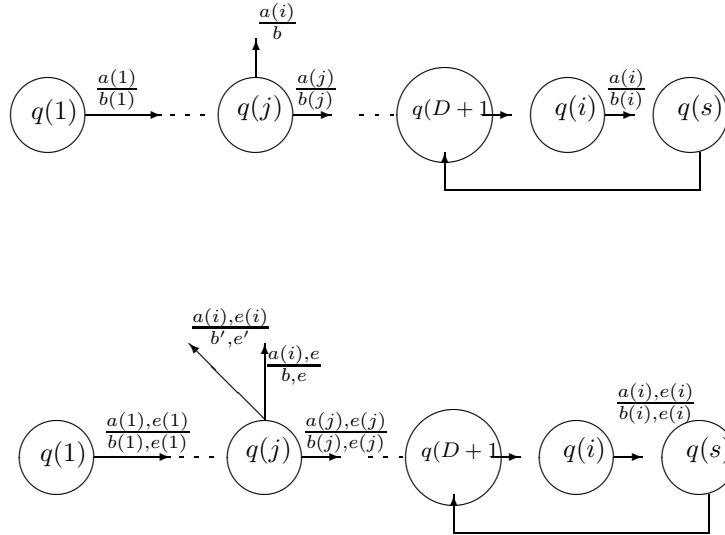 a(i)
b
a(1)
b(1)
a(j)
b(j)
a(i)
b(i)
q(1) q(j) q(D + 1 q(i) q(s)
a(i),e(i)
b′,e′
a(i),e
b,e
a(1),e(1)
b(1),e(1)
a(j),e(j)
b(j),e(j)
a(i),e(i)
b(i),e(i)
q(1) q(j) q(D + 1 q(i) q(s)